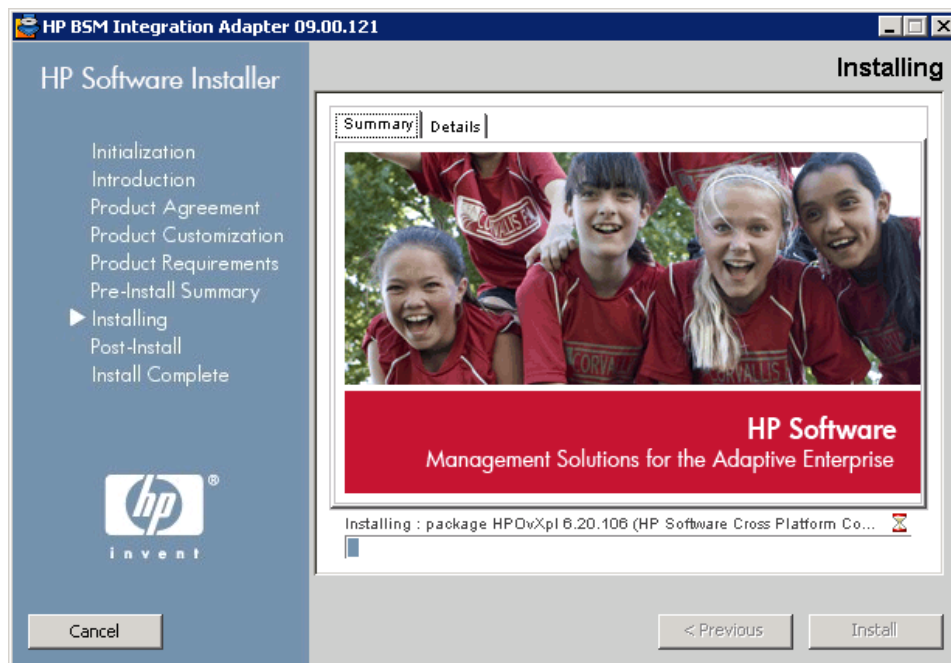 HP BSM Integration Adapter 09.00.121
HP Software Installer
Installing
Initialization
Introduction
Product Agreement
Product Customization
Product Requirements
Pre-Install Summary
Installing
Post-Install
Install Complete
Summary
Details
CORVALLIS
CORVALLIS
HP Software
Management Solutions for the Adaptive Enterprise
Installing : package HPOvXpl 6.20.106 (HP Software Cross Platform Co...
hp
®
invent
Cancel
< Previous
Install